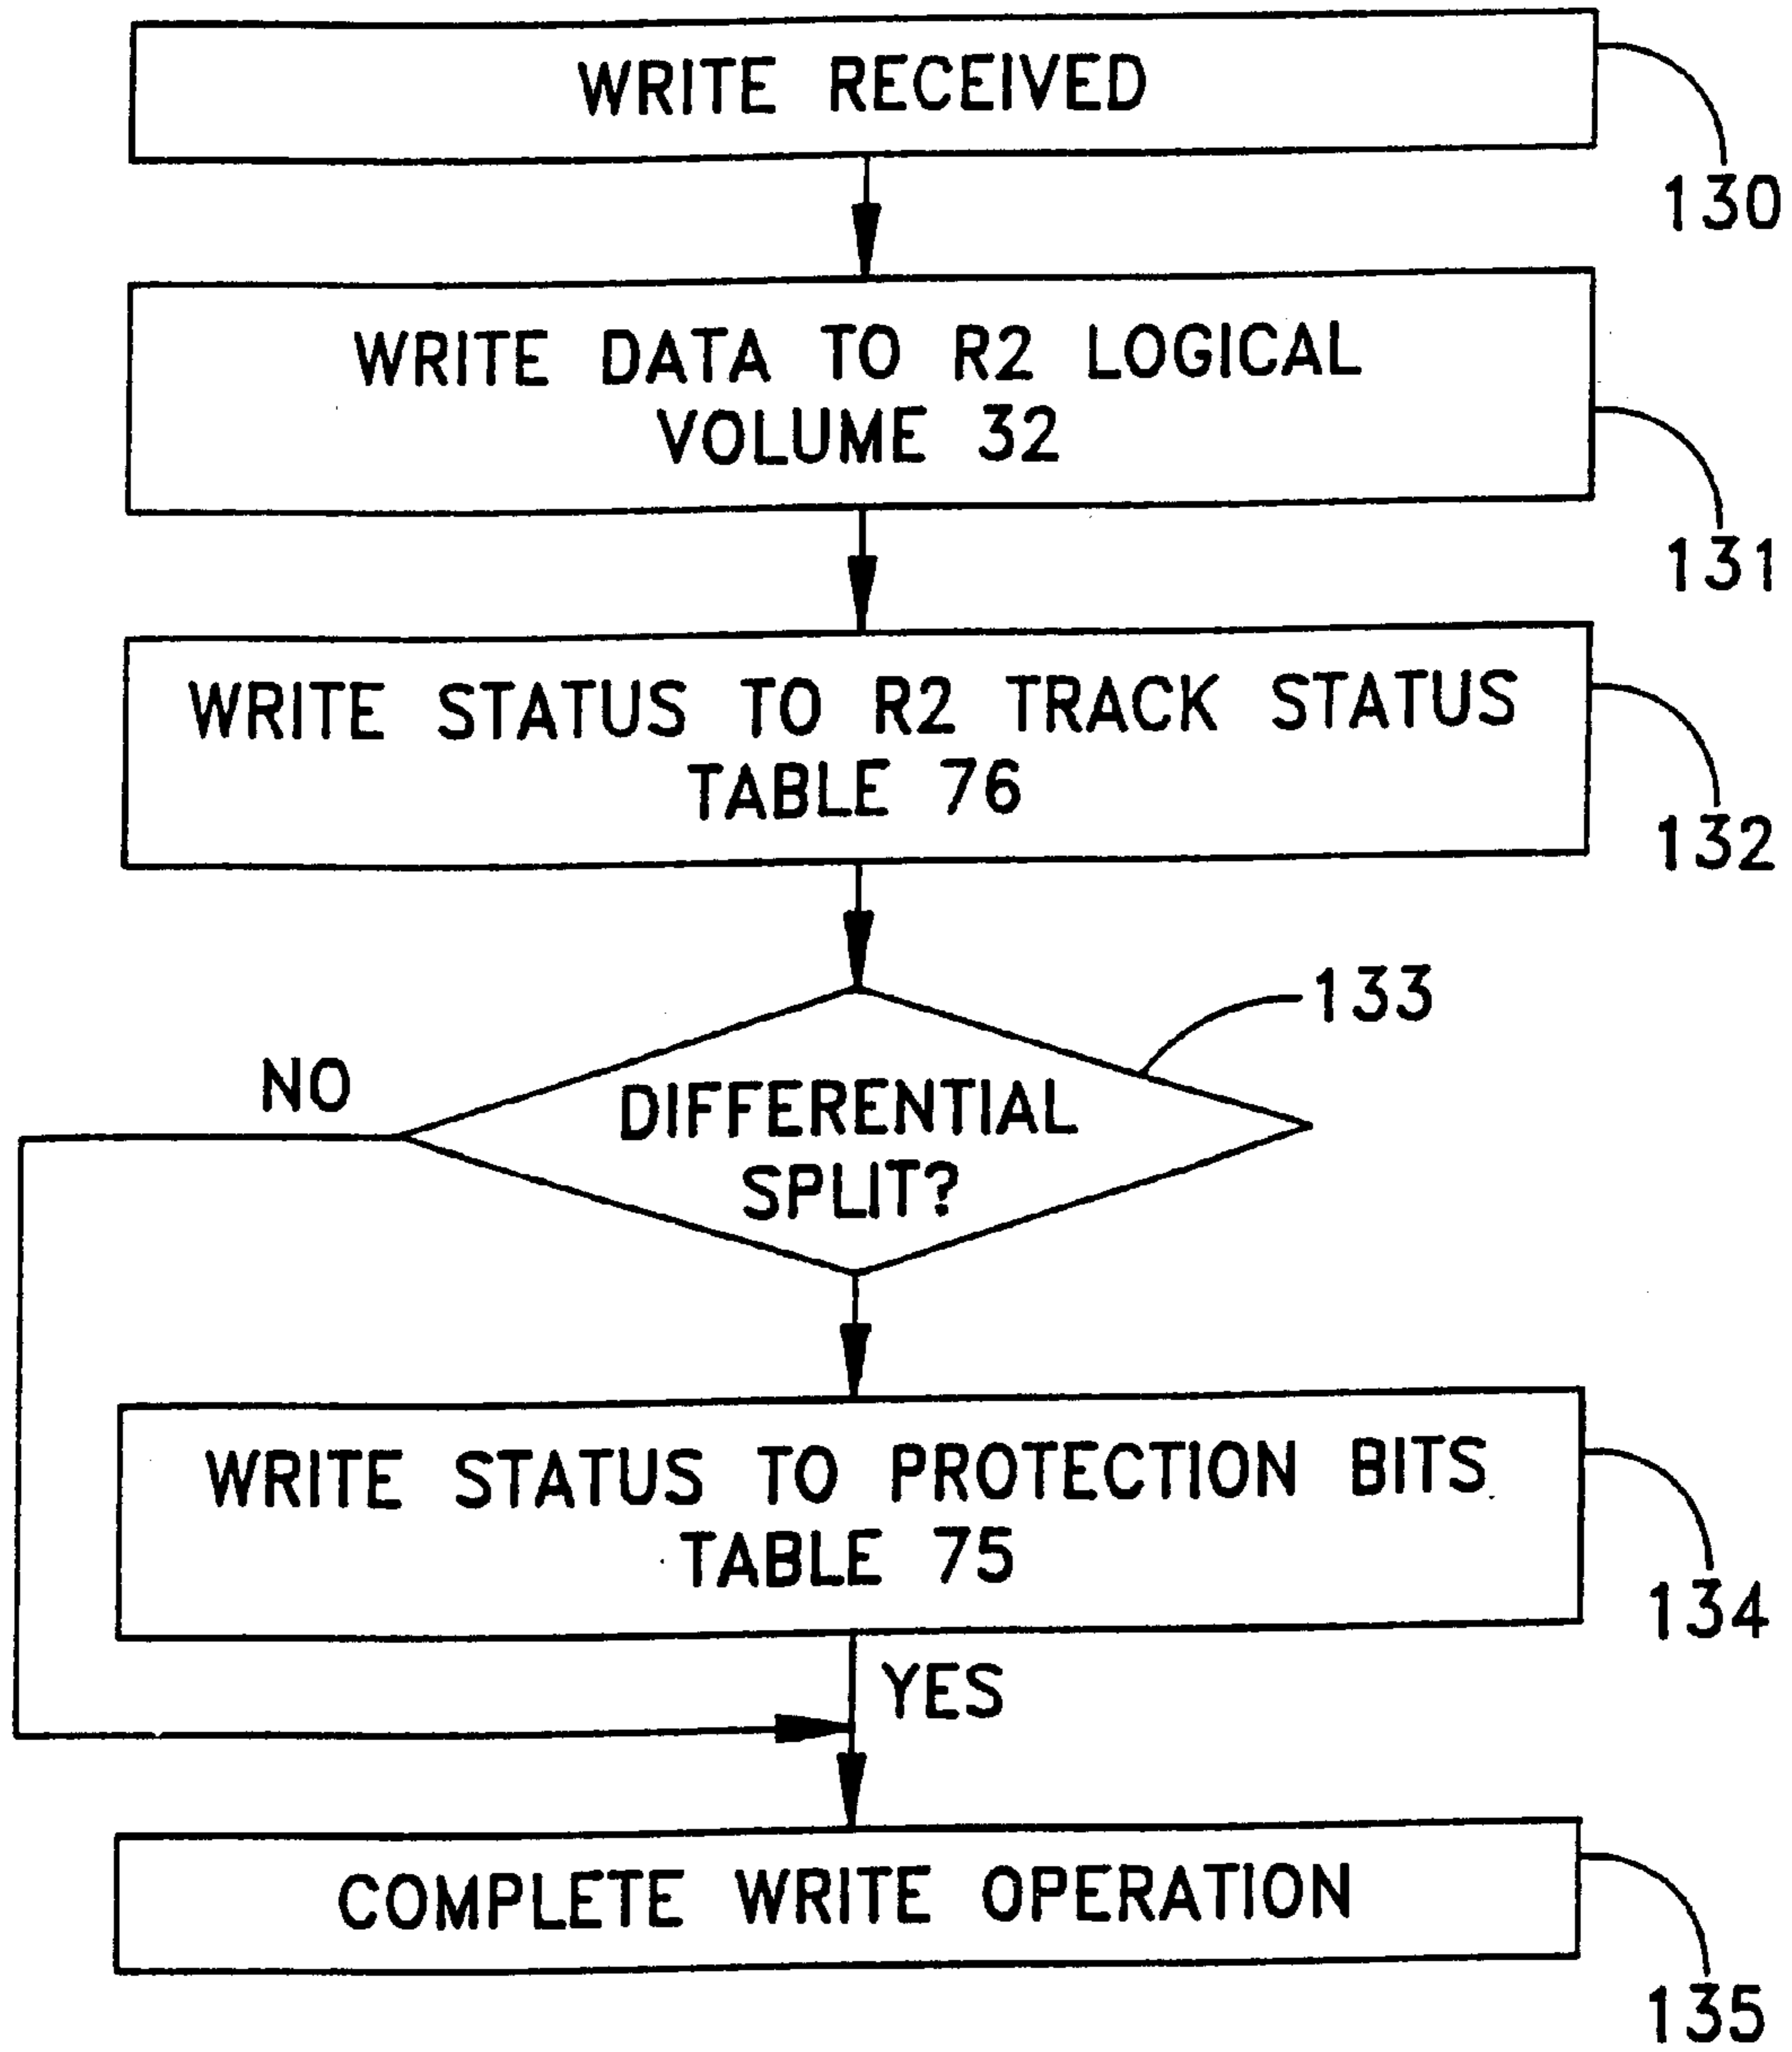 WRITE RECEIVED
130
WRITE DATA TO R2 LOGICAL
VOLUME 32
131
WRITE STATUS TO R2 TRACK STATUS
TABLE 76
132
133
NO
DIFFERENTIAL
SPLIT?
WRITE STATUS TO PROTECTION BITS
TABLE 75
134
YES
COMPLETE WRITE OPERATION
135